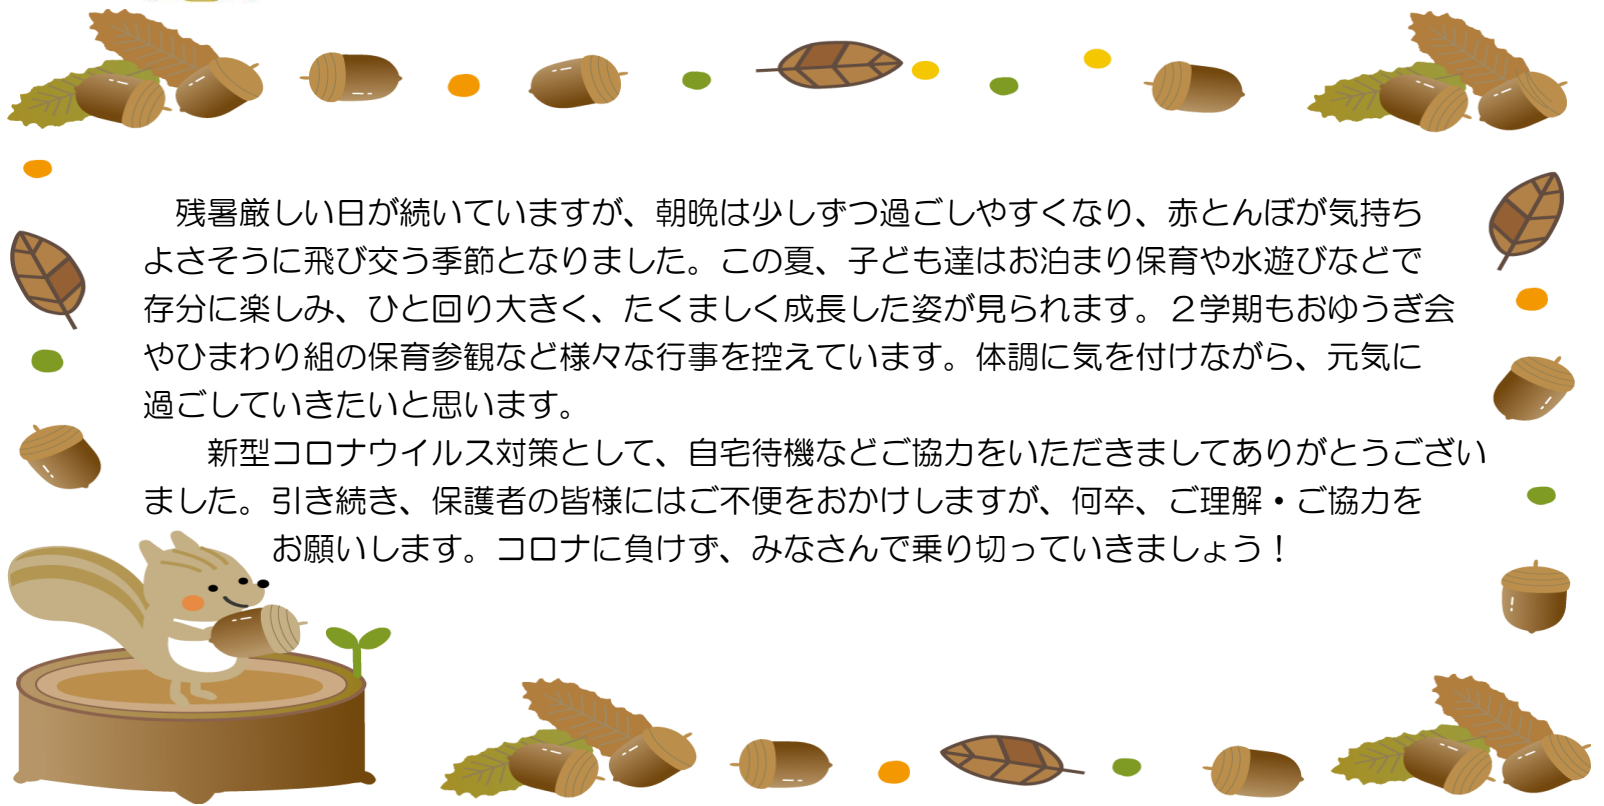 残暑厳しい日が続いていますが、朝晩は少しずつ過ごしやすくなり、赤とんぼが気持ち
よさそうに飛び交う季節となりました。この夏、子ども達はお泊まり保育や水遊びなどで
存分に楽しみ、ひと回り大きく、たくましく成長した姿が見られます。２学期もおゆうぎ会
やひまわり組の保育参観など様々な行事を控えています。体調に気を付けながら、元気に
過ごしていきたいと思います。
新型コロナウイルス対策として、自宅待機などご協力をいただきましてありがとうござい
ました。引き続き、保護者の皆様にはご不便をおかけしますが、何卒、ご理解・ご協力を
お願いします。コロナに負けず、みなさんで乗り切っていきましょう！